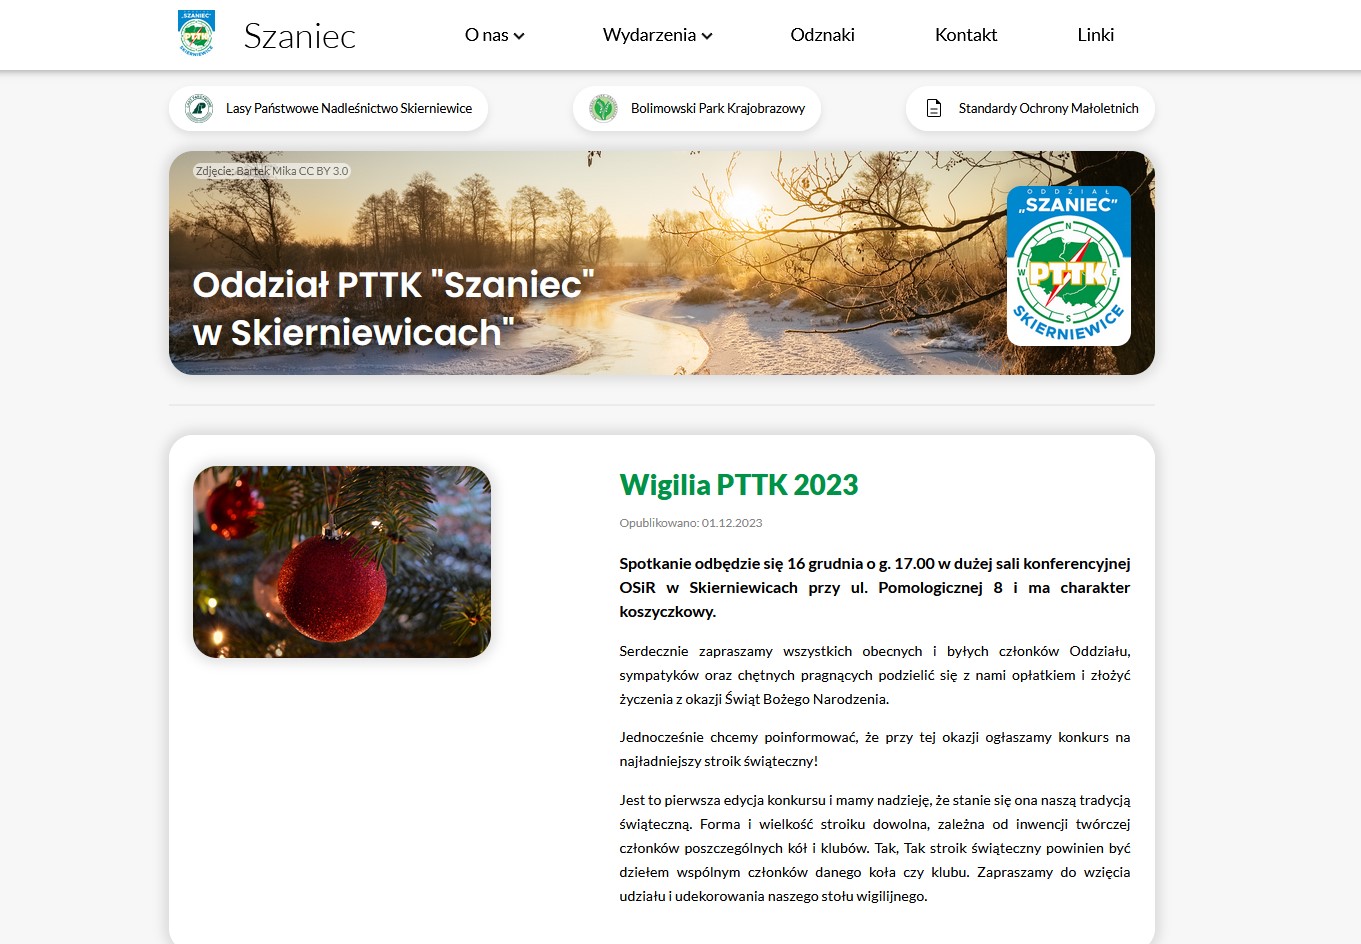 „SZANIEC”
PTTK
SKIERNIEWICE
Szaniec
O nas
Wydarzenia
Odznaki
Kontakt
Linki
Lasy Państwowe Nadleśnictwo Skierniewice
Bolimowski Park Krajobrazowy
Standardy Ochrony Małoletnich
Zdjęcie: Bartek Mika CC BY 3.0
Oddział PTTK "Szaniec"
w Skierniewicach"
ODDZIAŁ
„SZANIEC”
N
W PTTK E
S
SKIERNIEWICE
Wigilia PTTK 2023
Opublikowano: 01.12.2023
Spotkanie odbędzie się 16 grudnia o g. 17.00 w dużej sali konferencyjnej
OSiR w Skierniewicach przy ul. Pomologicznej 8 i ma charakter
koszyczkowy.
Serdecznie zapraszamy wszystkich obecnych i byłych członków Oddziału,
sympatyków oraz chętnych pragnących podzielić się z nami opłatkiem i złożyć
życzenia z okazji Świąt Bożego Narodzenia.
Jednocześnie chcemy poinformować, że przy tej okazji ogłaszamy konkurs na
najładniejszy stroik świąteczny!
Jest to pierwsza edycja konkursu i mamy nadzieję, że stanie się ona naszą tradycją
świąteczną. Forma i wielkość stroiku dowolna, zależna od inwencji twórczej
członków poszczególnych kół i klubów. Tak, Tak stroik świąteczny powinien być
dziełem wspólnym członków danego koła czy klubu. Zapraszamy do wzięcia
udziału i udekorowania naszego stołu wigilijnego.